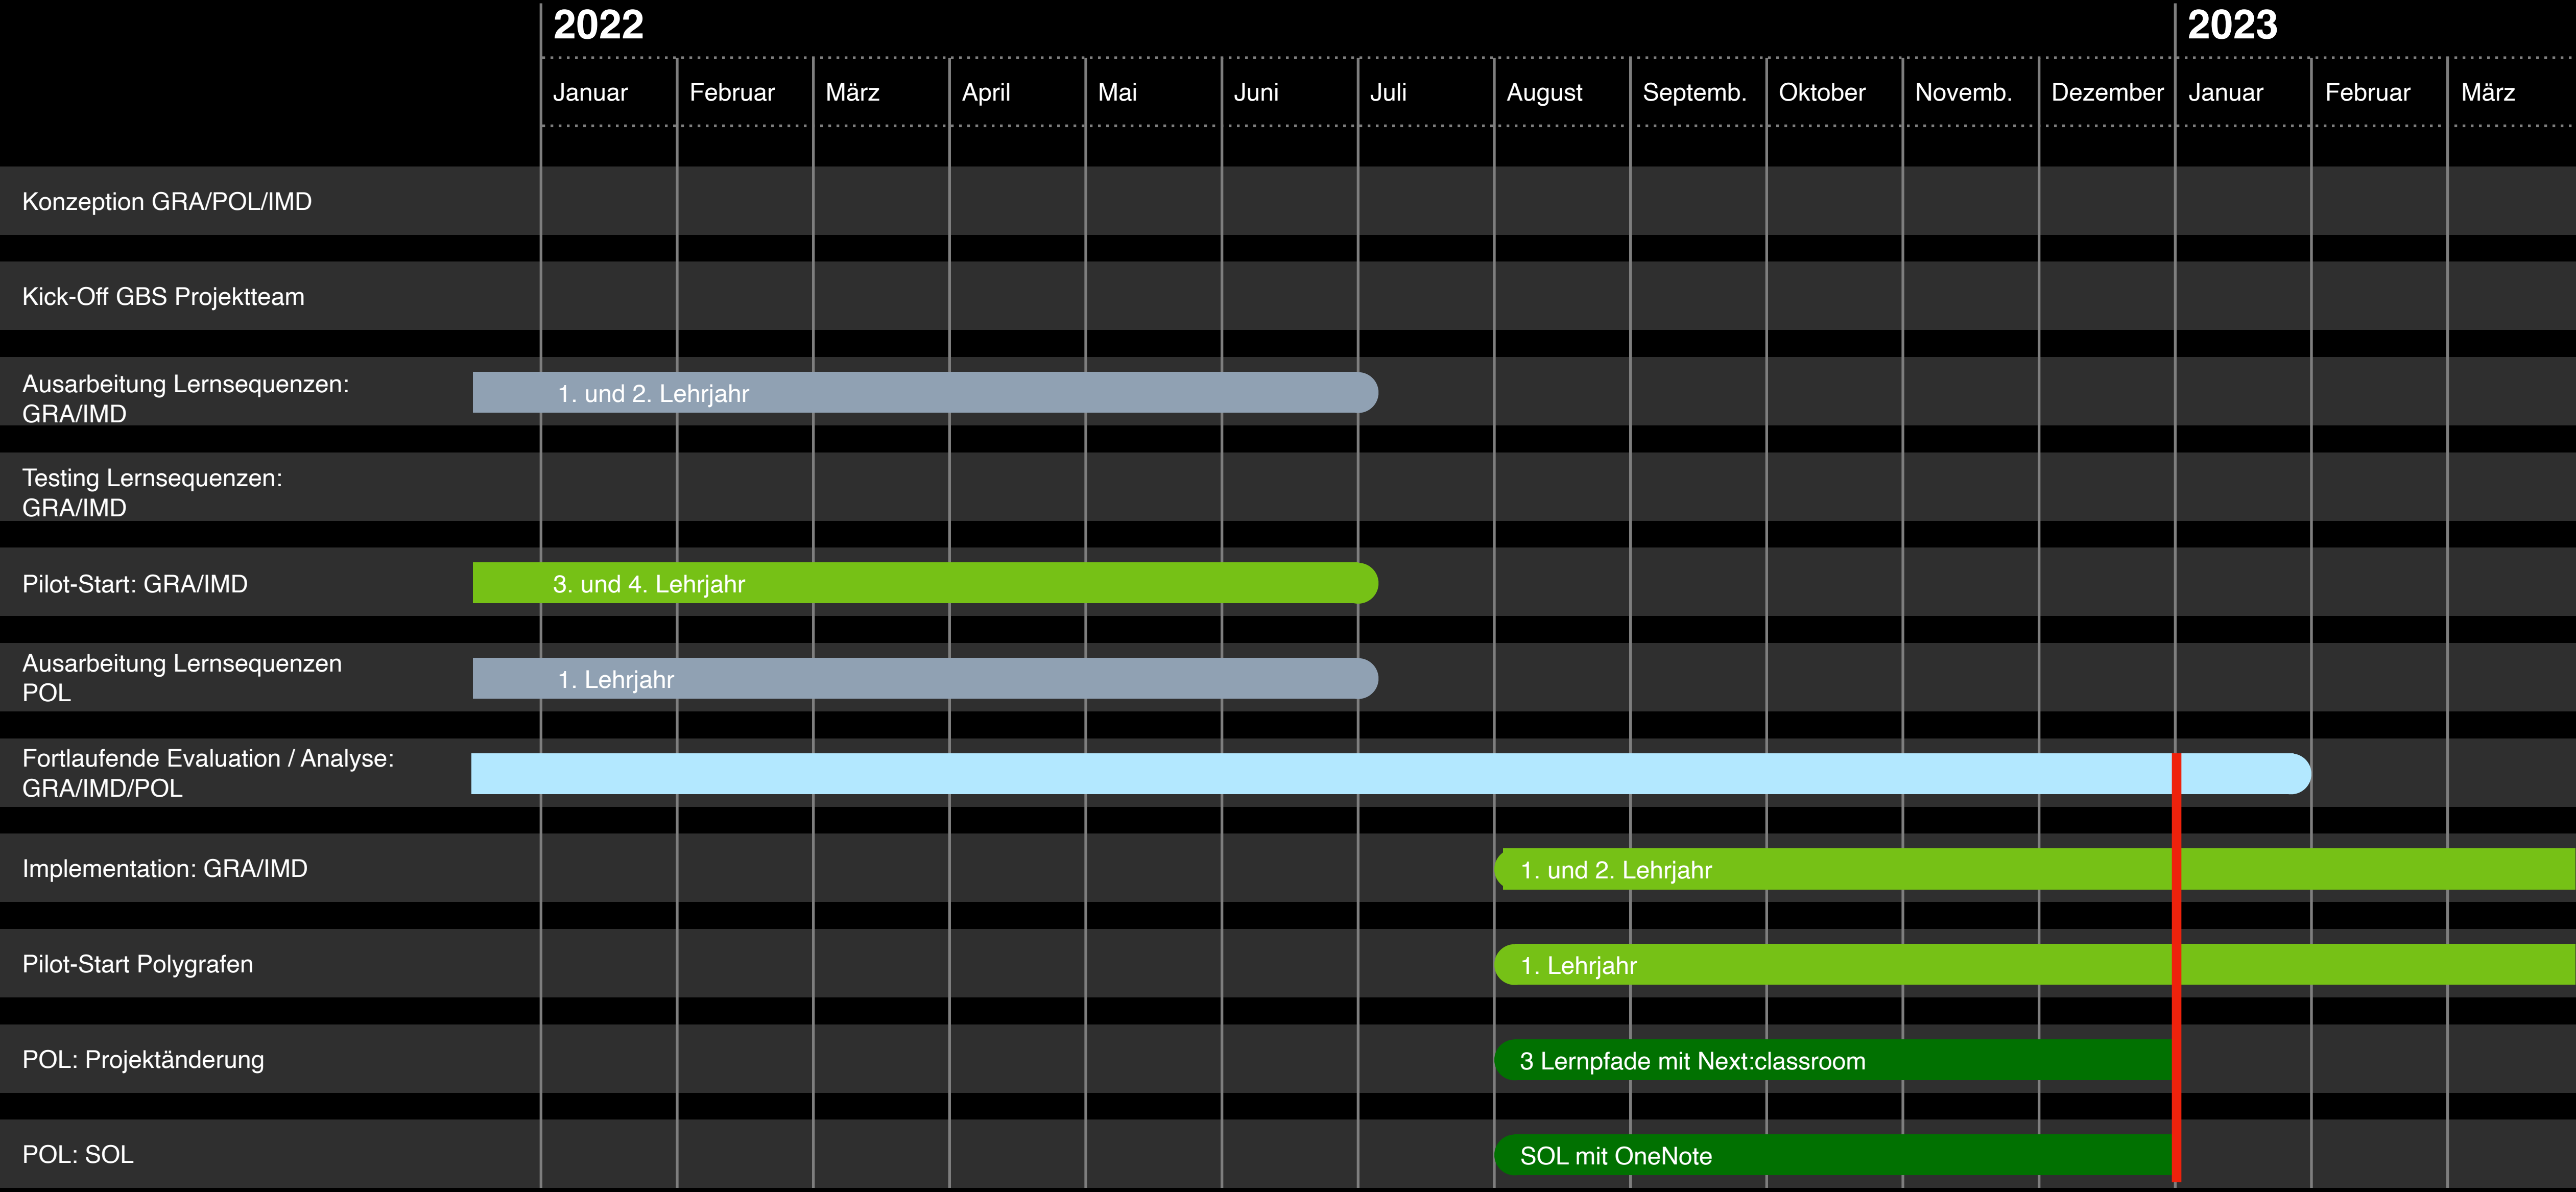 2022
2023
Januar
Februar
März
April
Mai
Juni
Juli
August
Septemb.
Oktober
Novemb.
Dezember
Januar
Februar
März
Konzeption GRA/POL/IMD
Kick-Off GBS Projektteam
Ausarbeitung Lernsequenzen:
GRA/IMD
1. und 2. Lehrjahr
Testing Lernsequenzen:
GRA/IMD
Pilot-Start: GRA/IMD
3. und 4. Lehrjahr
Ausarbeitung Lernsequenzen
POL
1. Lehrjahr
Fortlaufende Evaluation / Analyse:
GRA/IMD/POL
Implementation: GRA/IMD
1. und 2. Lehrjahr
Pilot-Start Polygrafen
1. Lehrjahr
POL: Projektänderung
3 Lernpfade mit Next:classroom
POL: SOL
SOL mit OneNote